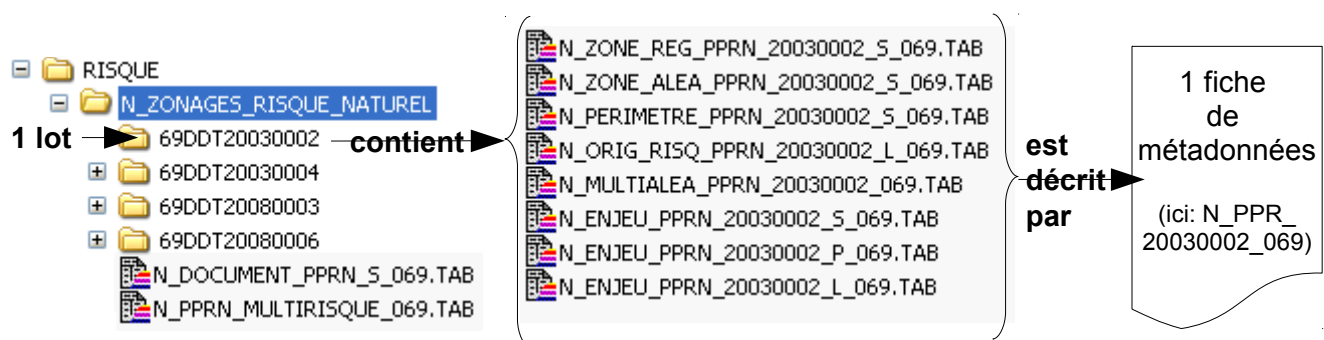 RISQUE
N_ZONAGES_RISQUE_NATUREL
1 lot
69DDT20030002
contient
69DDT20030004
69DDT20080003
69DDT20080006
N_DOCUMENT_PPRN_S_069.TAB
N_PPRN_MULTIRISQUE_069.TAB
N_ZONE_REG_PPRN_20030002_S_069.TAB
N_ZONE_ALEA_PPRN_20030002_S_069.TAB
N_PERIMETRE_PPRN_20030002_S_069.TAB
N_ORIG_RISQ_PPRN_20030002_L_069.TAB
N_MULTIALEA_PPRN_20030002_069.TAB
N_ENJEU_PPRN_20030002_S_069.TAB
N_ENJEU_PPRN_20030002_P_069.TAB
N_ENJEU_PPRN_20030002_L_069.TAB
est
décrit
par
1 fiche
de
métadonnées
(ici: N_PPR_
20030002_069)